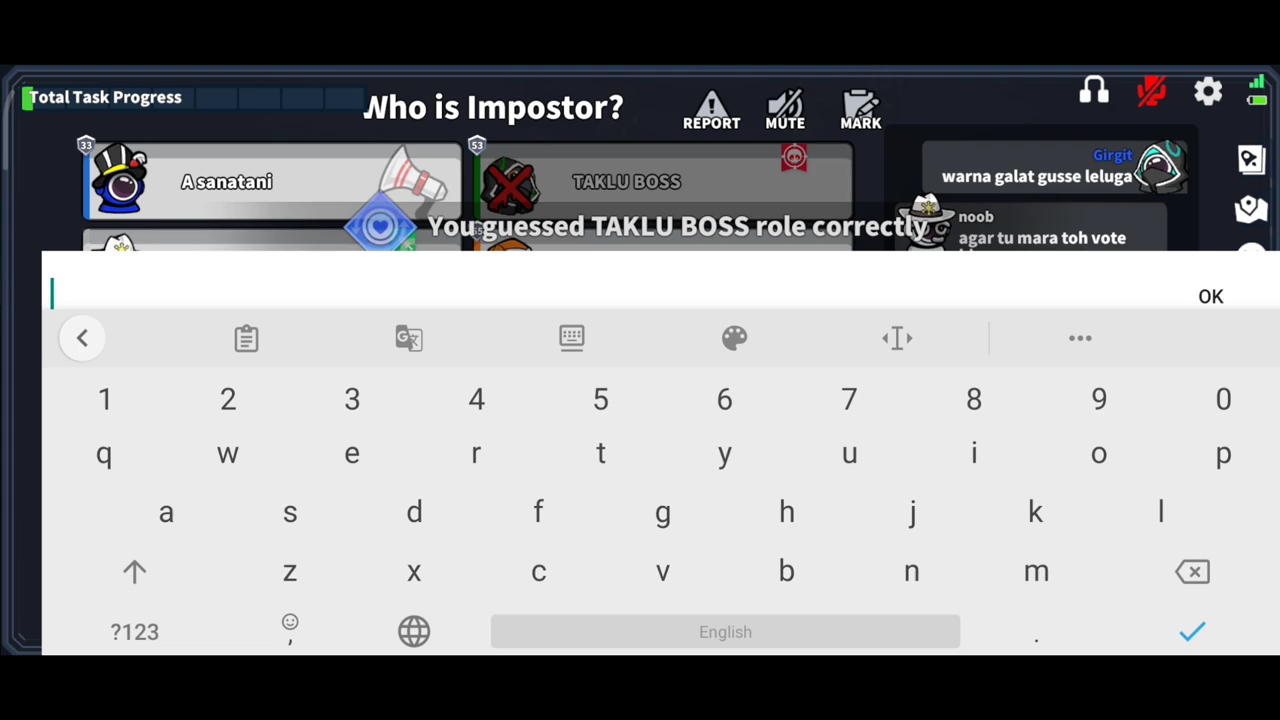 Total Task Progress
Who is Impostor?
REPORT
MUTE
MARK
33
A sanatani
53
TAKLU BOSS
Girgit
warna galat gusse leluga
You guessed TAKLU BOSS role correctly
noob
agar tu mara toh vote
OK
1 2 3 4 5 6 7 8 9 0
q w e r t y u i o p
a s d f g h j k l
z x c v b n m
?123 , English .